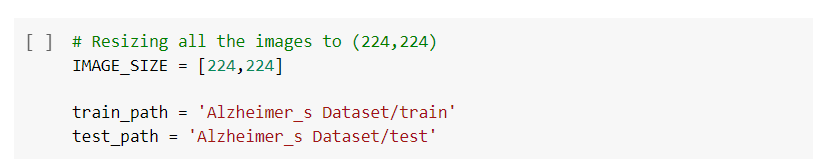 [ ] # Resizing all the images to (224,224)
IMAGE_SIZE = [224,224]
train_path = 'Alzheimer_s Dataset/train'
test_path = 'Alzheimer_s Dataset/test'